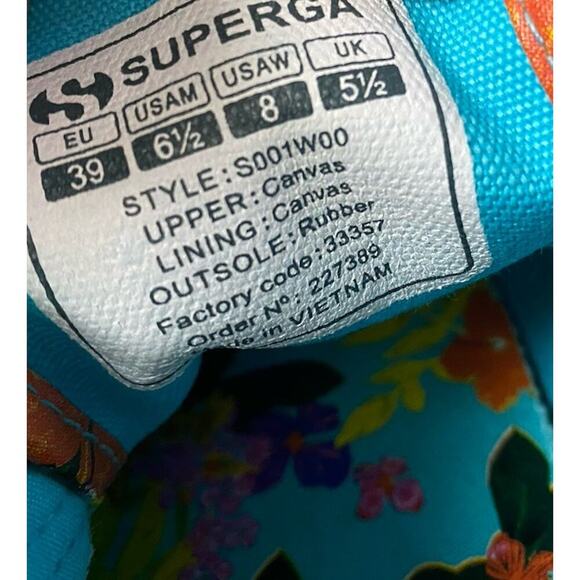 SUPERGA
EU USAM USAW UK
39 6½ 8 5½
STYLE: S001W00
UPPER: Canvas
LINING: Canvas
OUTSOLE: Rubber
Factory code: 33357
Order Nº: 227389
Made in VIETNAM